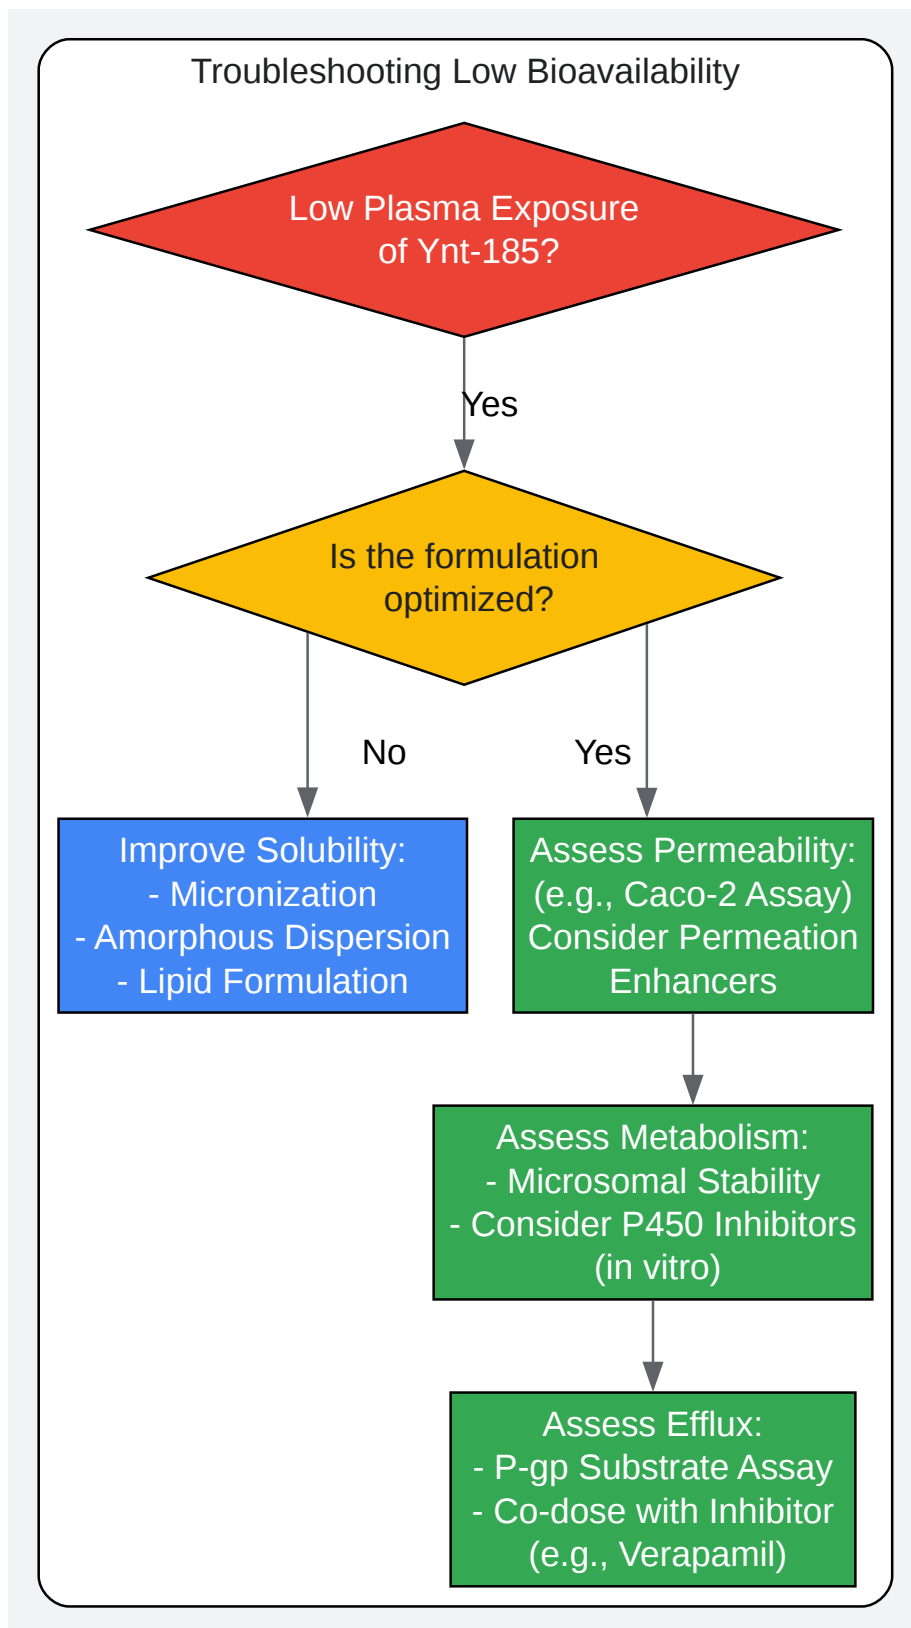 Troubleshooting Low Bioavailability
Low Plasma Exposure
of Ynt-185?
Yes
Is the formulation
optimized?
No
Yes
Improve Solubility:
- Micronization
- Amorphous Dispersion
- Lipid Formulation
Assess Permeability:
(e.g., Caco-2 Assay)
Consider Permeation
Enhancers
Assess Metabolism:
- Microsomal Stability
- Consider P450 Inhibitors
(in vitro)
Assess Efflux:
- P-gp Substrate Assay
- Co-dose with Inhibitor
(e.g., Verapamil)